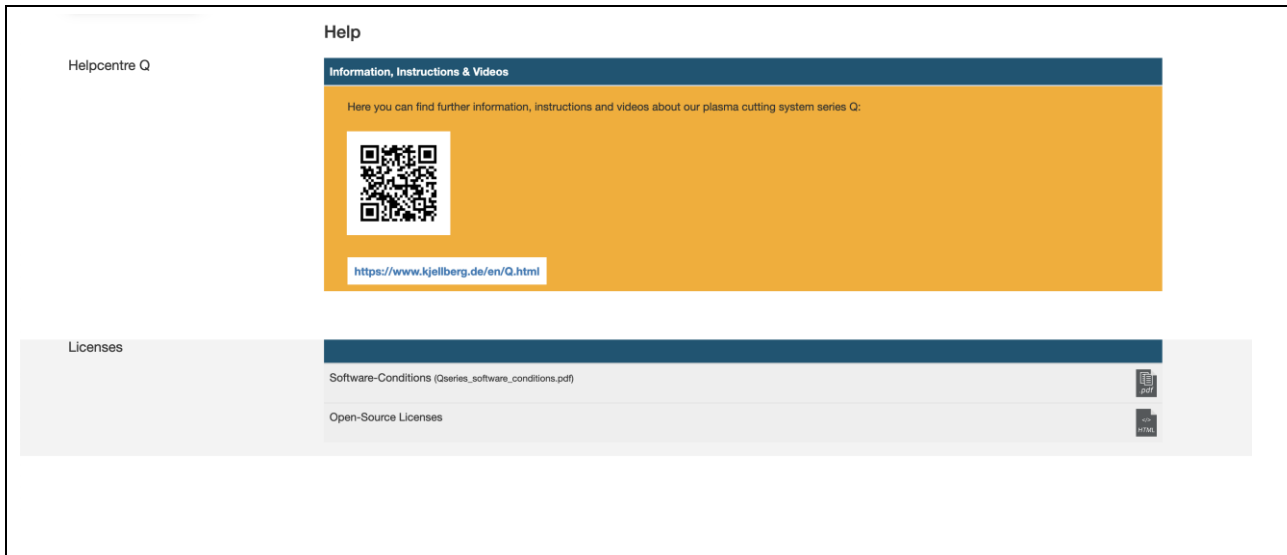 Help
Helpcentre Q
Information, Instructions & Videos
Here you can find further information, instructions and videos about our plasma cutting system series Q:
https://www.kjellberg.de/en/Q.html
Licenses
Software-Conditions (Qseries_software_conditions.pdf)
pdf
Open-Source Licenses
</>
HTML